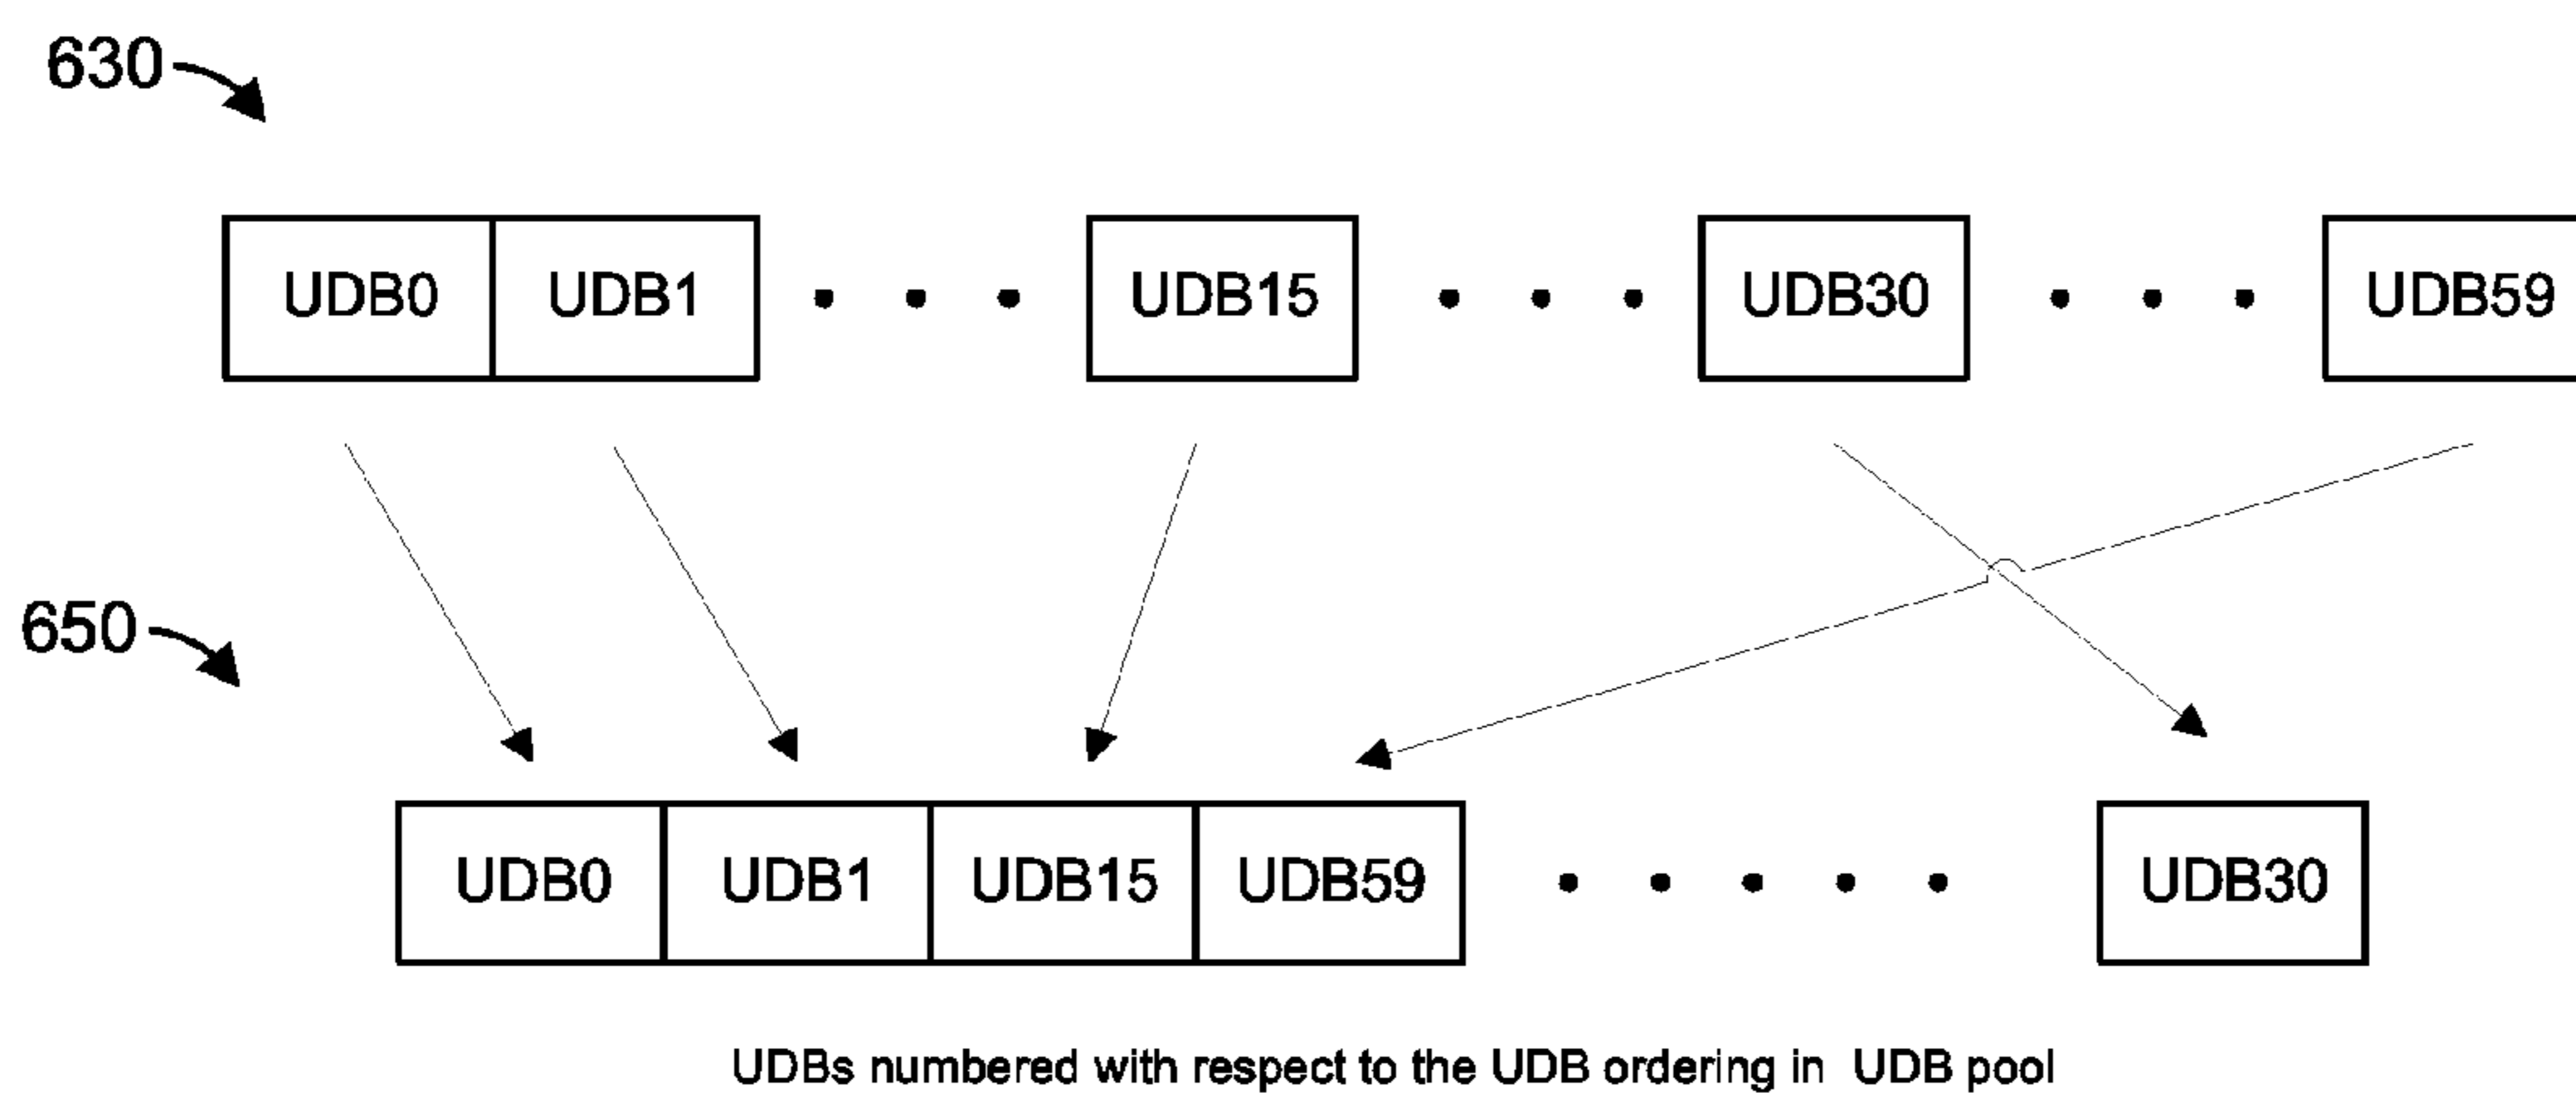 630
UDB0 UDB1 • • • UDB15 • • • UDB30 • • • UDB59
650
UDB0 UDB1 UDB15 UDB59 • • • • • UDB30
UDBs numbered with respect to the UDB ordering in UDB pool